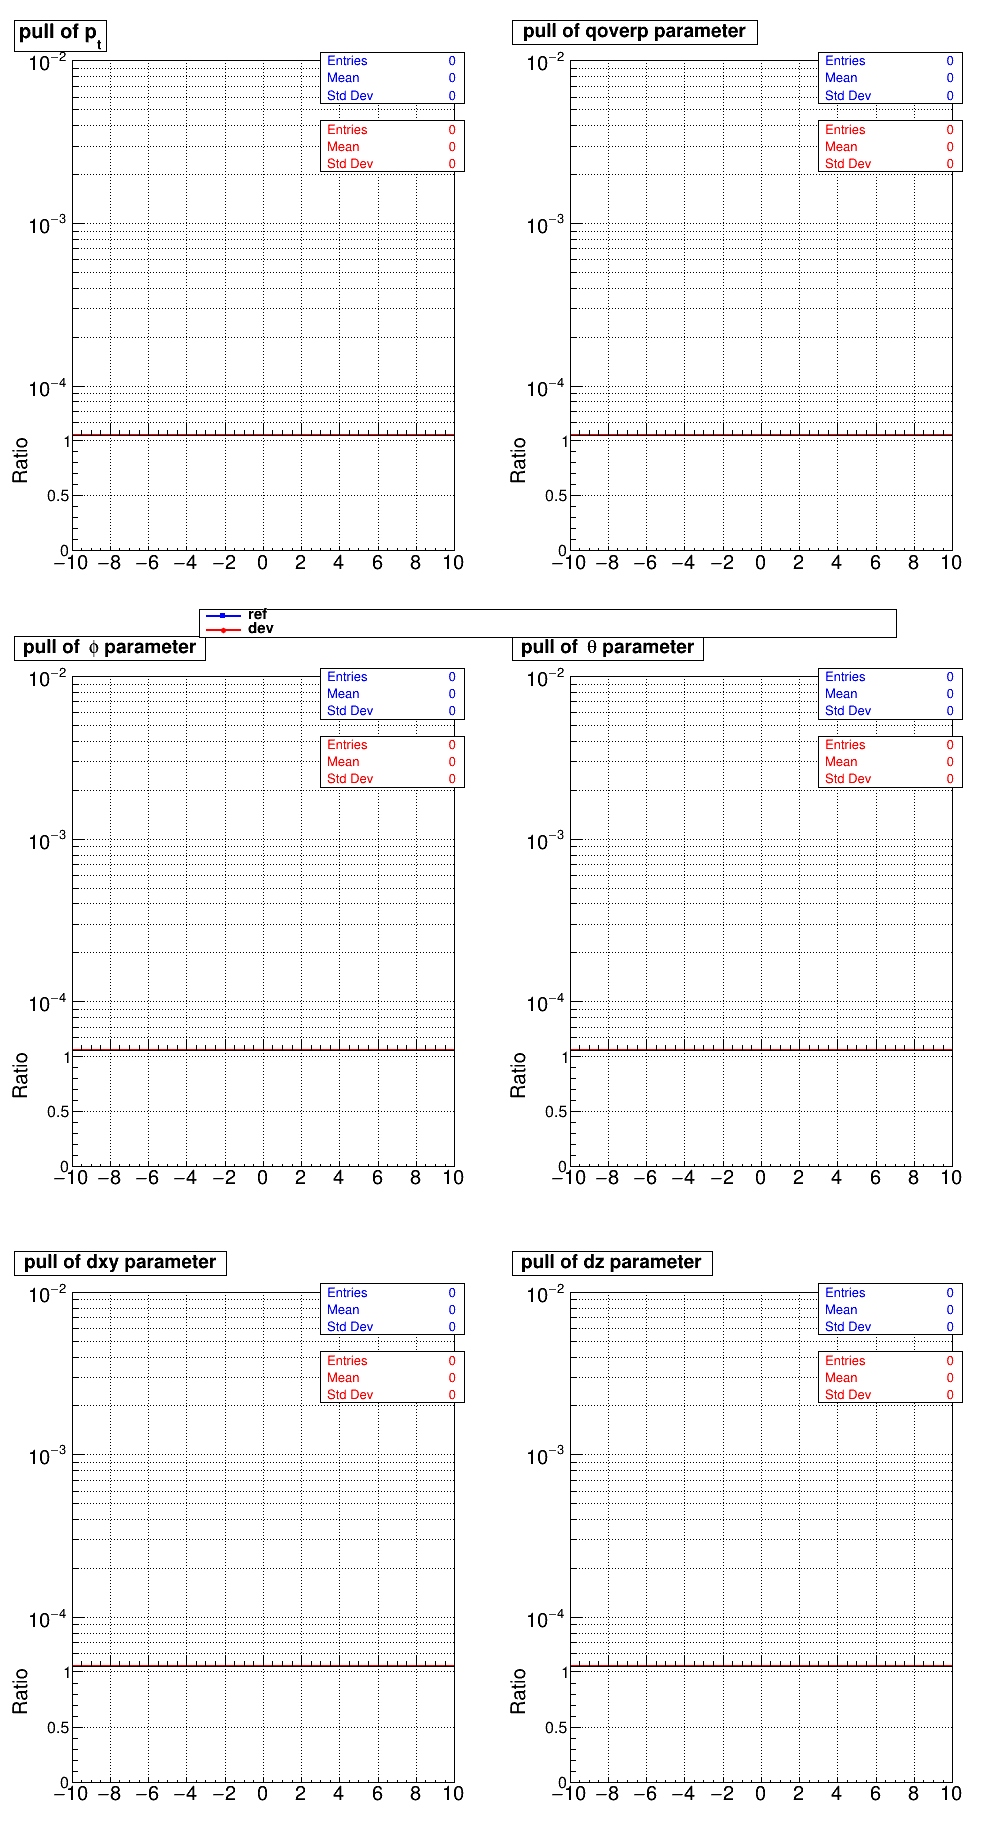 pull of pt
pull of qoverp parameter
Entries 0
Mean 0
Std Dev 0
Entries 0
Mean 0
Std Dev 0
10−2
10−3
10−4
Ratio
1
0.5
0
−10 −8 −6 −4 −2 0 2 4 6 8 10
Entries 0
Mean 0
Std Dev 0
Entries 0
Mean 0
Std Dev 0
10−2
10−3
10−4
Ratio
1
0.5
0
−10 −8 −6 −4 −2 0 2 4 6 8 10
ref
dev
pull of ϕ parameter
pull of θ parameter
Entries 0
Mean 0
Std Dev 0
Entries 0
Mean 0
Std Dev 0
10−2
10−3
10−4
Ratio
1
0.5
0
−10 −8 −6 −4 −2 0 2 4 6 8 10
Entries 0
Mean 0
Std Dev 0
Entries 0
Mean 0
Std Dev 0
10−2
10−3
10−4
Ratio
1
0.5
0
−10 −8 −6 −4 −2 0 2 4 6 8 10
pull of dxy parameter
pull of dz parameter
Entries 0
Mean 0
Std Dev 0
Entries 0
Mean 0
Std Dev 0
10−2
10−3
10−4
Ratio
1
0.5
0
−10 −8 −6 −4 −2 0 2 4 6 8 10
Entries 0
Mean 0
Std Dev 0
Entries 0
Mean 0
Std Dev 0
10−2
10−3
10−4
Ratio
1
0.5
0
−10 −8 −6 −4 −2 0 2 4 6 8 10